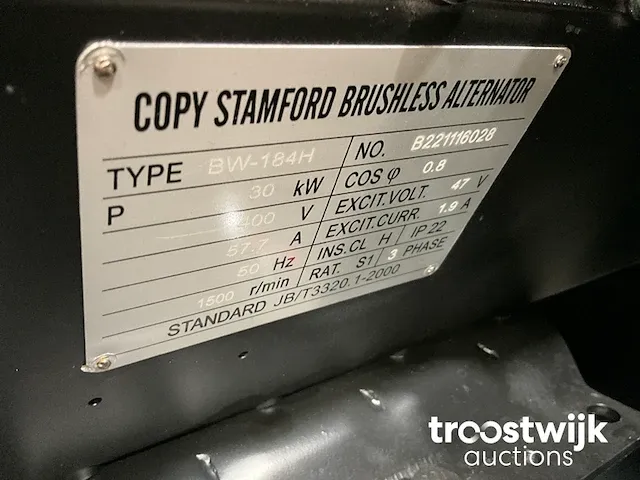 COPY STAMFORD BRUSHLESS ALTERNATOR
TYPE BW-184H NO. B221116028
P 30 kW COS φ 0.8
400 V EXCIT.VOLT. 47 V
57.7 A EXCIT.CURR. 1.9 A
50 Hz INS.CL H IP 22
1500 r/min RAT. S1 3 PHASE
STANDARD JB/T3320.1-2000
troostwijk
auctions